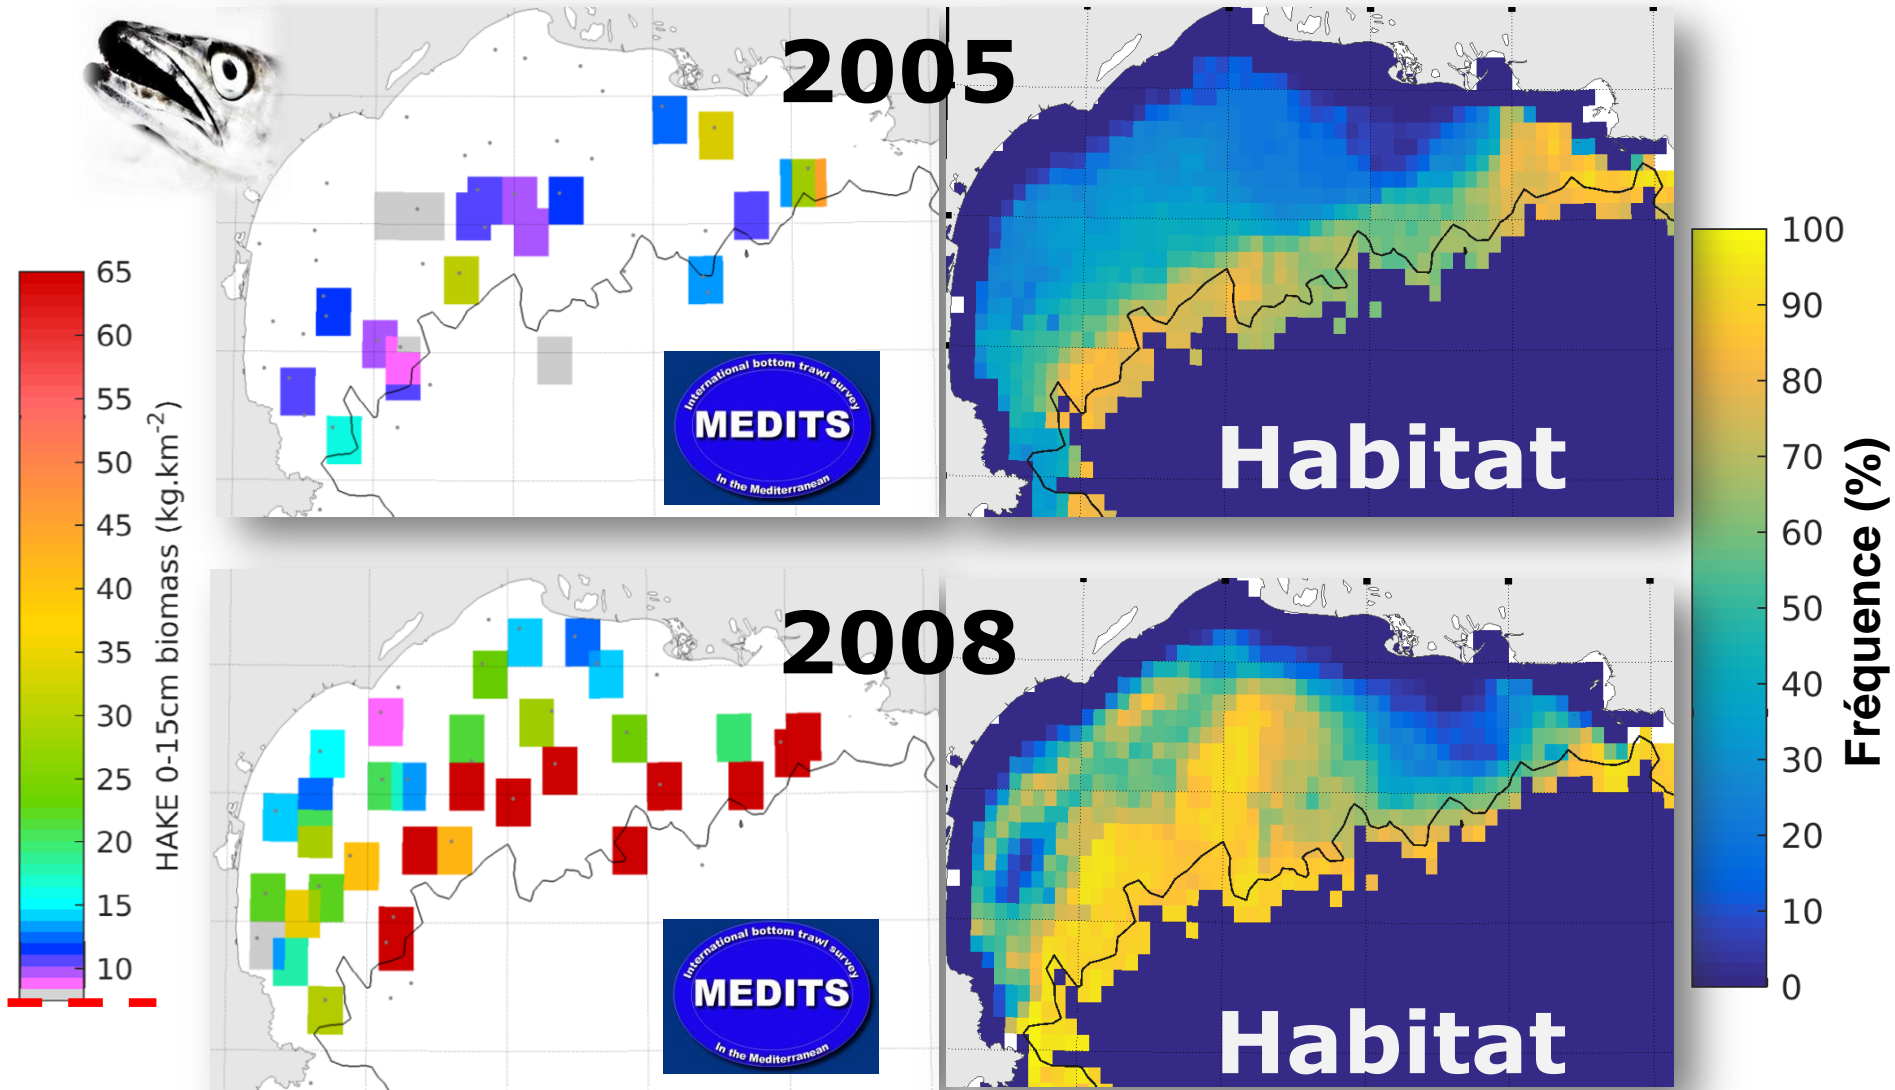 2005
International bottom trawl survey
MEDITS
In the Mediterranean
Habitat
65
60
55
50
45
40
35
30
25
20
15
10
HAKE 0-15cm biomass (kg.km-2)
100
90
80
70
60
50
40
30
20
10
0
Fréquence (%)
2008
International bottom trawl survey
MEDITS
In the Mediterranean
Habitat